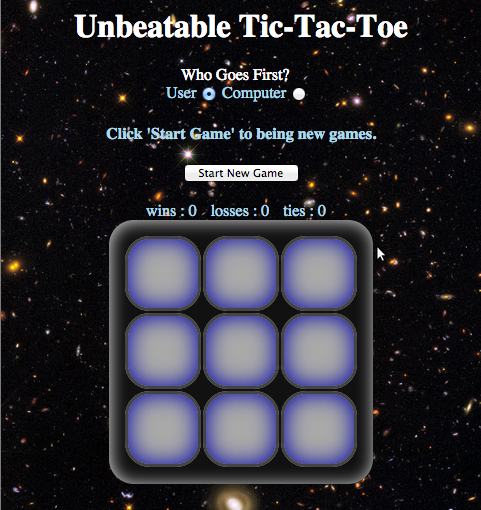 Unbeatable Tic-Tac-Toe
Who Goes First?
User Computer
Click 'Start Game' to being new games.
Start New Game
wins : 0 losses : 0 ties : 0